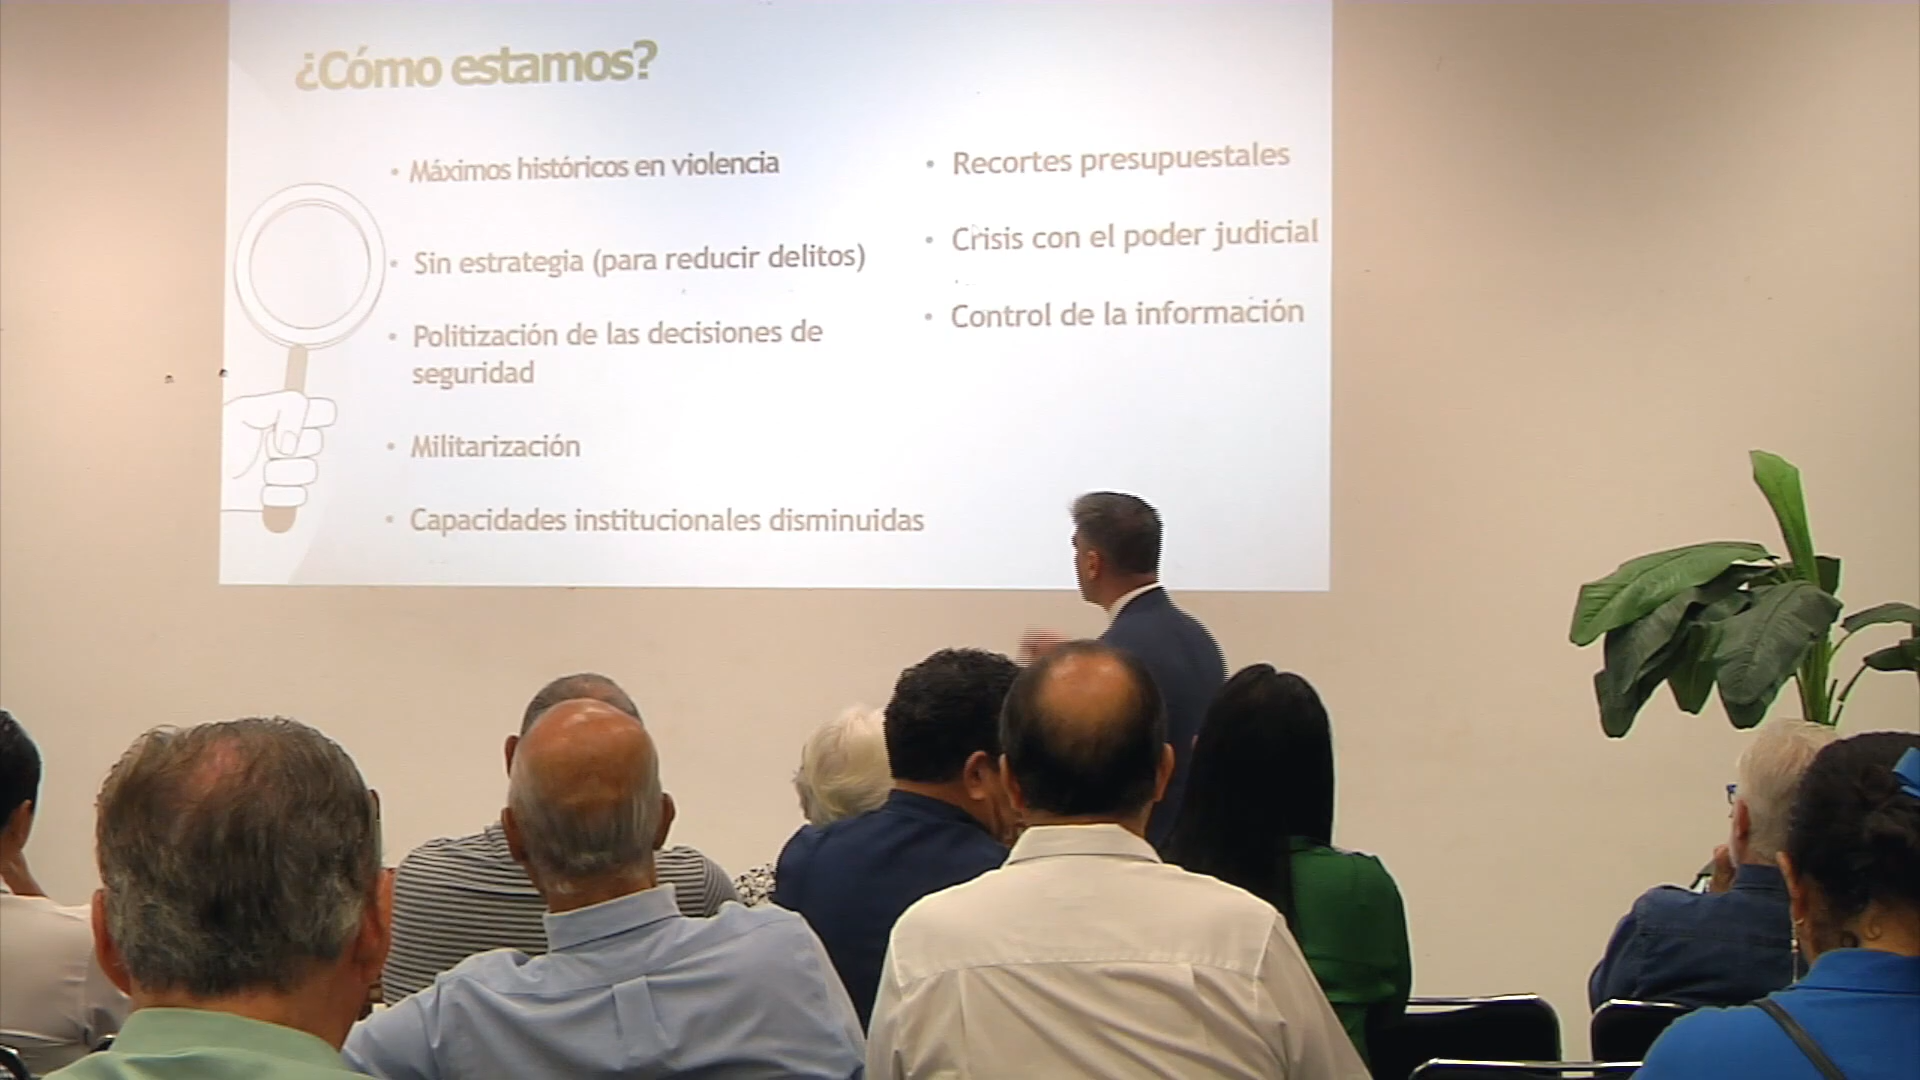 ¿Cómo estamos?
• Máximos históricos en violencia
• Sin estrategia (para reducir delitos)
• Politización de las decisiones de
seguridad
• Militarización
• Capacidades institucionales disminuidas
• Recortes presupuestales
• Crisis con el poder judicial
• Control de la información